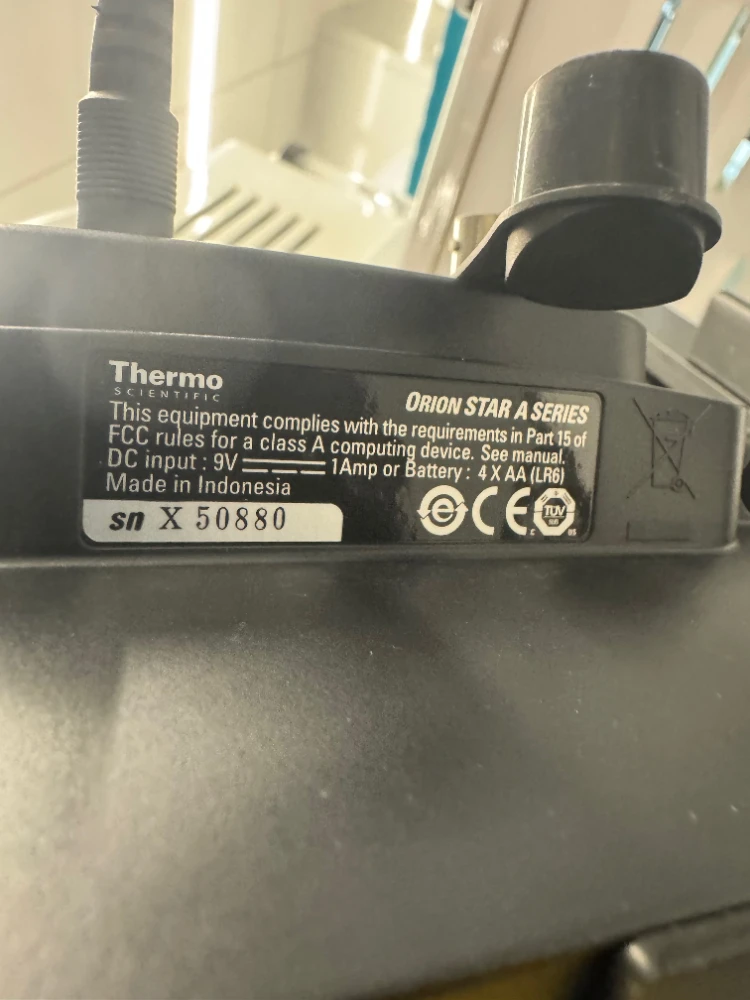 Thermo
SCIENTIFIC
ORION STAR A SERIES
This equipment complies with the requirements in Part 15 of
FCC rules for a class A computing device. See manual.
DC input : 9V 1Amp or Battery : 4 X AA (LR6)
Made in Indonesia
sn X 50880
e CE TÜV